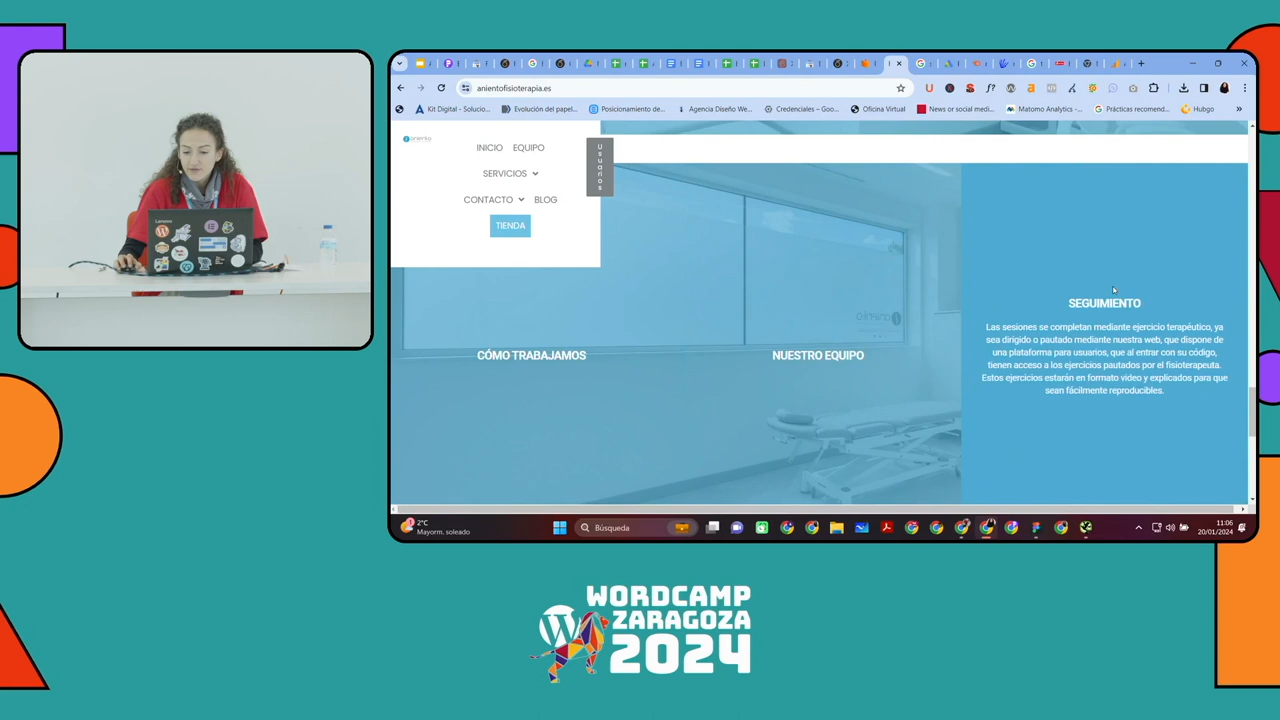 Lenovo
anientofisioterapia.es
Kit Digital - Solucio...
Evolución del papel...
Posicionamiento de...
Agencia Diseño We...
Credenciales – Goo...
Oficina Virtual
News or social medi...
Matomo Analytics -...
Prácticas recomend...
Hubgo
INICIO EQUIPO
SERVICIOS
CONTACTO BLOG
TIENDA
Usuarios
CÓMO TRABAJAMOS
NUESTRO EQUIPO
SEGUIMIENTO
Las sesiones se completan mediante ejercicio terapéutico, ya
sea dirigido o pautado mediante nuestra web, que dispone
de una plataforma para usuarios, que al entrar con su código,
tienen acceso a los ejercicios pautados por el fisioterapeuta.
Estos ejercicios estarán en formato video y explicados para que
sean fácilmente reproducibles.
2°C
Mayorm. soleado
Búsqueda
11:06
20/01/2024
WORDCAMP
ZARAGOZA
2024